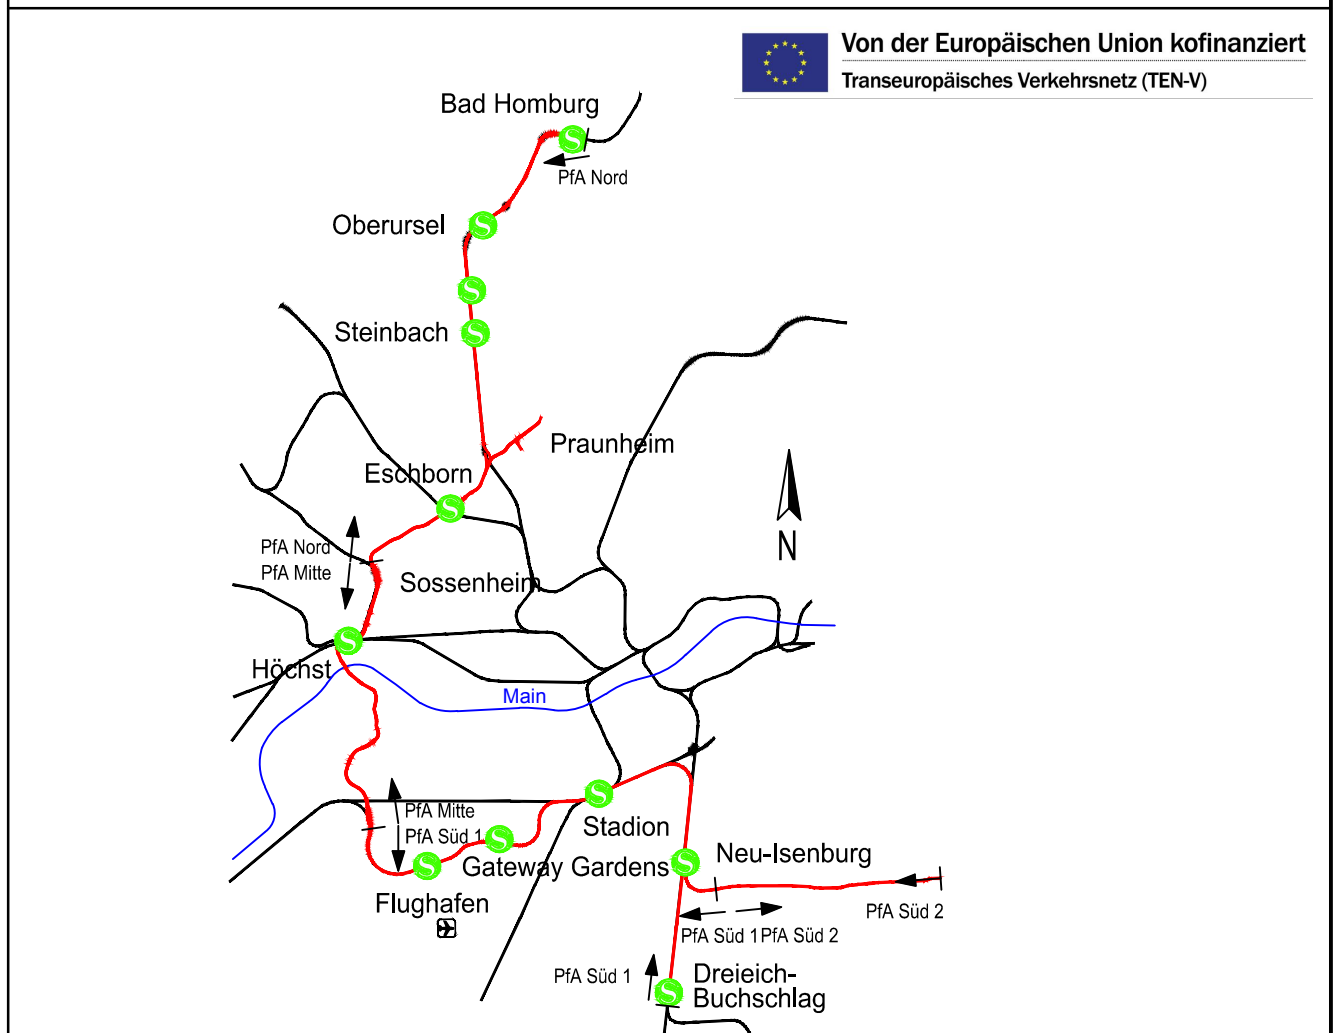 Von der Europäischen Union kofinanziert
Transeuropäisches Verkehrsnetz (TEN-V)
Bad Homburg
S
PfA Nord
Oberursel
S
S
Steinbach
S
Praunheim
Eschborn
S
N
PfA Nord
PfA Mitte
Sossenheim
S
Höchst
Main
S
PfA Mitte
Stadion
PfA Süd 1
S
Gateway Gardens
S
Neu-Isenburg
S
Flughafen
PfA Süd 2
PfA Süd 1
PfA Süd 2
PfA Süd 1
S
Dreieich-
Buchschlag